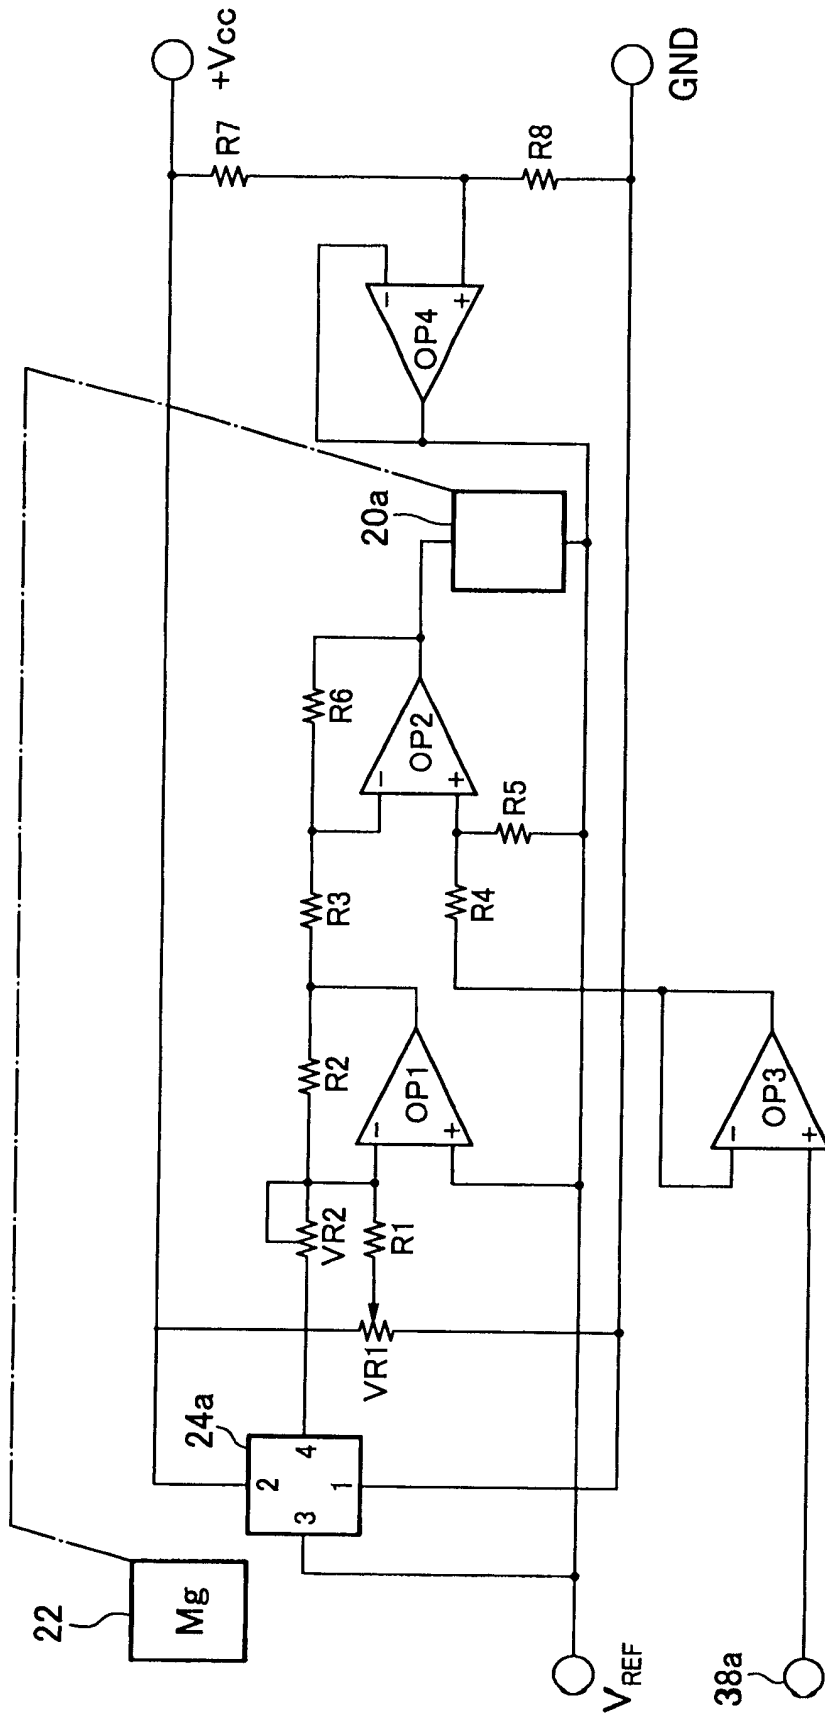 22
Mg
24a
2
3
4
1
VR1
VR2
R1
R2
−
+
OP1
R3
R4
R5
R6
−
+
OP2
20a
−
+
OP4
R7
R8
+Vcc
GND
VREF
38a
−
+
OP3